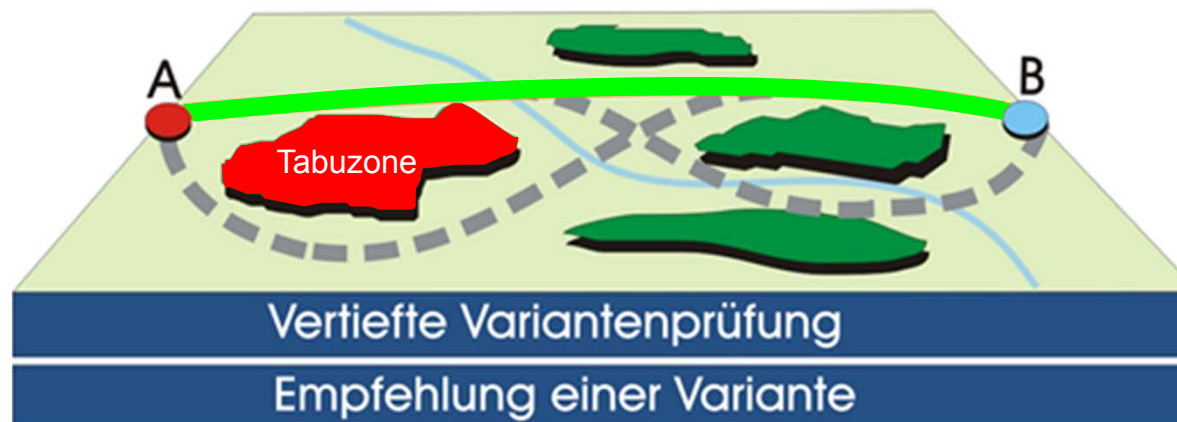 A
B
Tabuzone
Vertiefte Variantenprüfung
Empfehlung einer Variante